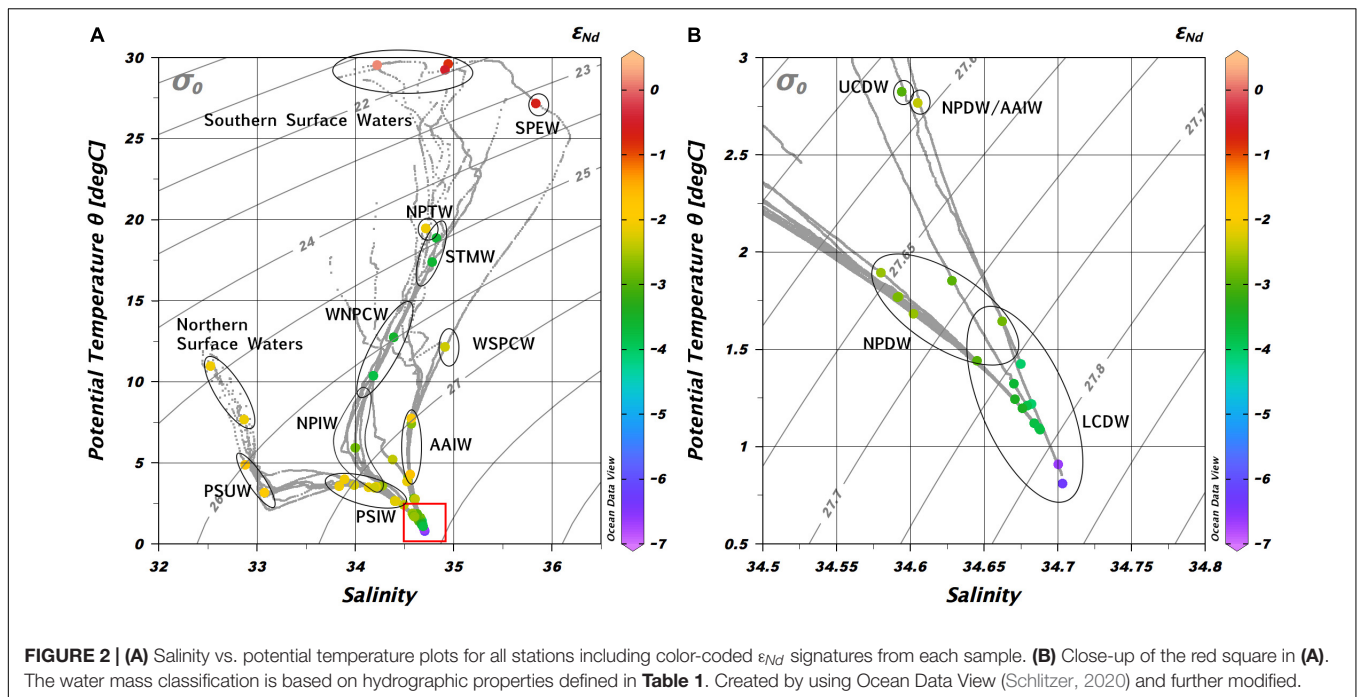 A
εNd
B
εNd
30
25
20
15
10
5
0
32
33
34
35
36
Potential Temperature θ [degC]
Salinity
σ0
22
23
24
25
26
27
Southern Surface Waters
SPEW
NPTW
STMW
WNPCW
WSPCW
Northern
Surface Waters
NPIW
AAIW
PSUW
PSIW
0
−1
−2
−3
−4
−5
−6
−7
Ocean Data View
3
2.5
2
1.5
1
0.5
34.5
34.55
34.6
34.65
34.7
34.75
34.8
Potential Temperature θ [degC]
Salinity
σ0
UCDW
NPDW/AAIW
NPDW
LCDW
27.65
27.7
27.8
0
−1
−2
−3
−4
−5
−6
−7
Ocean Data View
FIGURE 2 | (A) Salinity vs. potential temperature plots for all stations including color-coded εNd signatures from each sample. (B) Close-up of the red square in (A).
The water mass classification is based on hydrographic properties defined in Table 1. Created by using Ocean Data View (Schlitzer, 2020) and further modified.